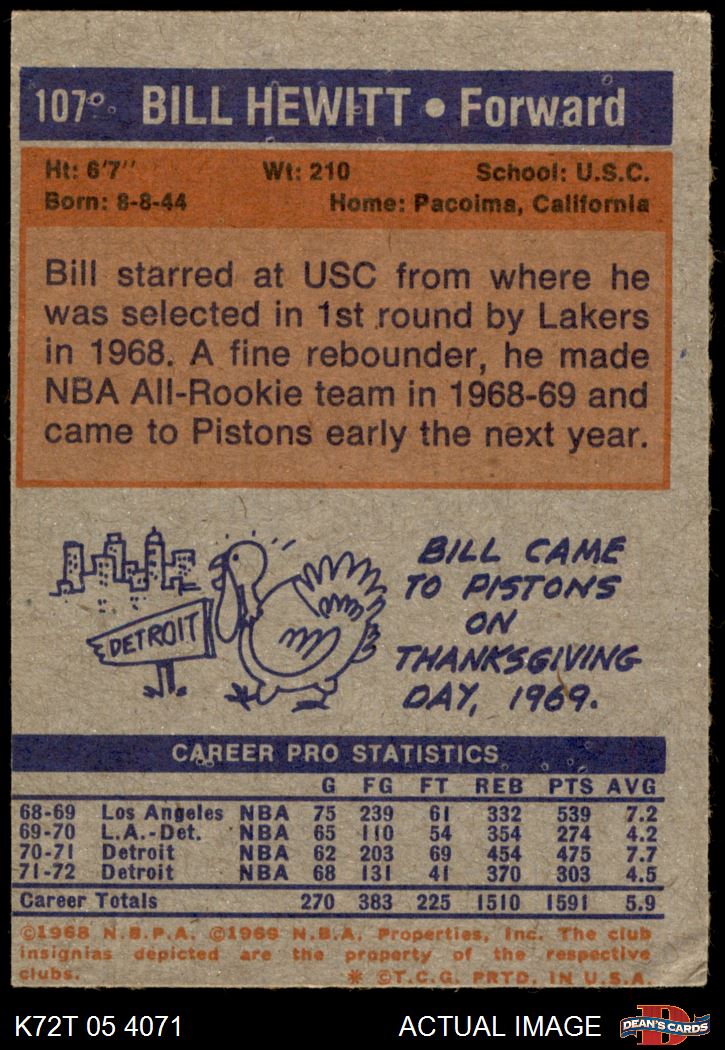 107 BILL HEWITT • Forward
Ht: 6'7" Wt: 210 School: U.S.C.
Born: 8-8-44 Home: Pacoima, California
Bill starred at USC from where he
was selected in 1st round by Lakers
in 1968. A fine rebounder, he made
NBA All-Rookie team in 1968-69 and
came to Pistons early the next year.
DETROIT
BILL CAME
TO PISTONS
ON
THANKSGIVING
DAY, 1969.
CAREER PRO STATISTICS
G FG FT REB PTS AVG
68-69 Los Angeles NBA 75 239 61 332 539 7.2
69-70 L.A.-Det. NBA 65 110 54 354 274 4.2
70-71 Detroit NBA 62 203 69 454 475 7.7
71-72 Detroit NBA 68 131 41 370 303 4.5
Career Totals 270 383 225 1510 1591 5.9
©1968 N.B.P.A. ©1969 N.B.A. Properties, Inc. The club
insignias depicted are the property of the respective
clubs. * ©T.C.G. PRTD. IN U.S.A.
K72T 05 4071 ACTUAL IMAGE D DEAN'S CARDS